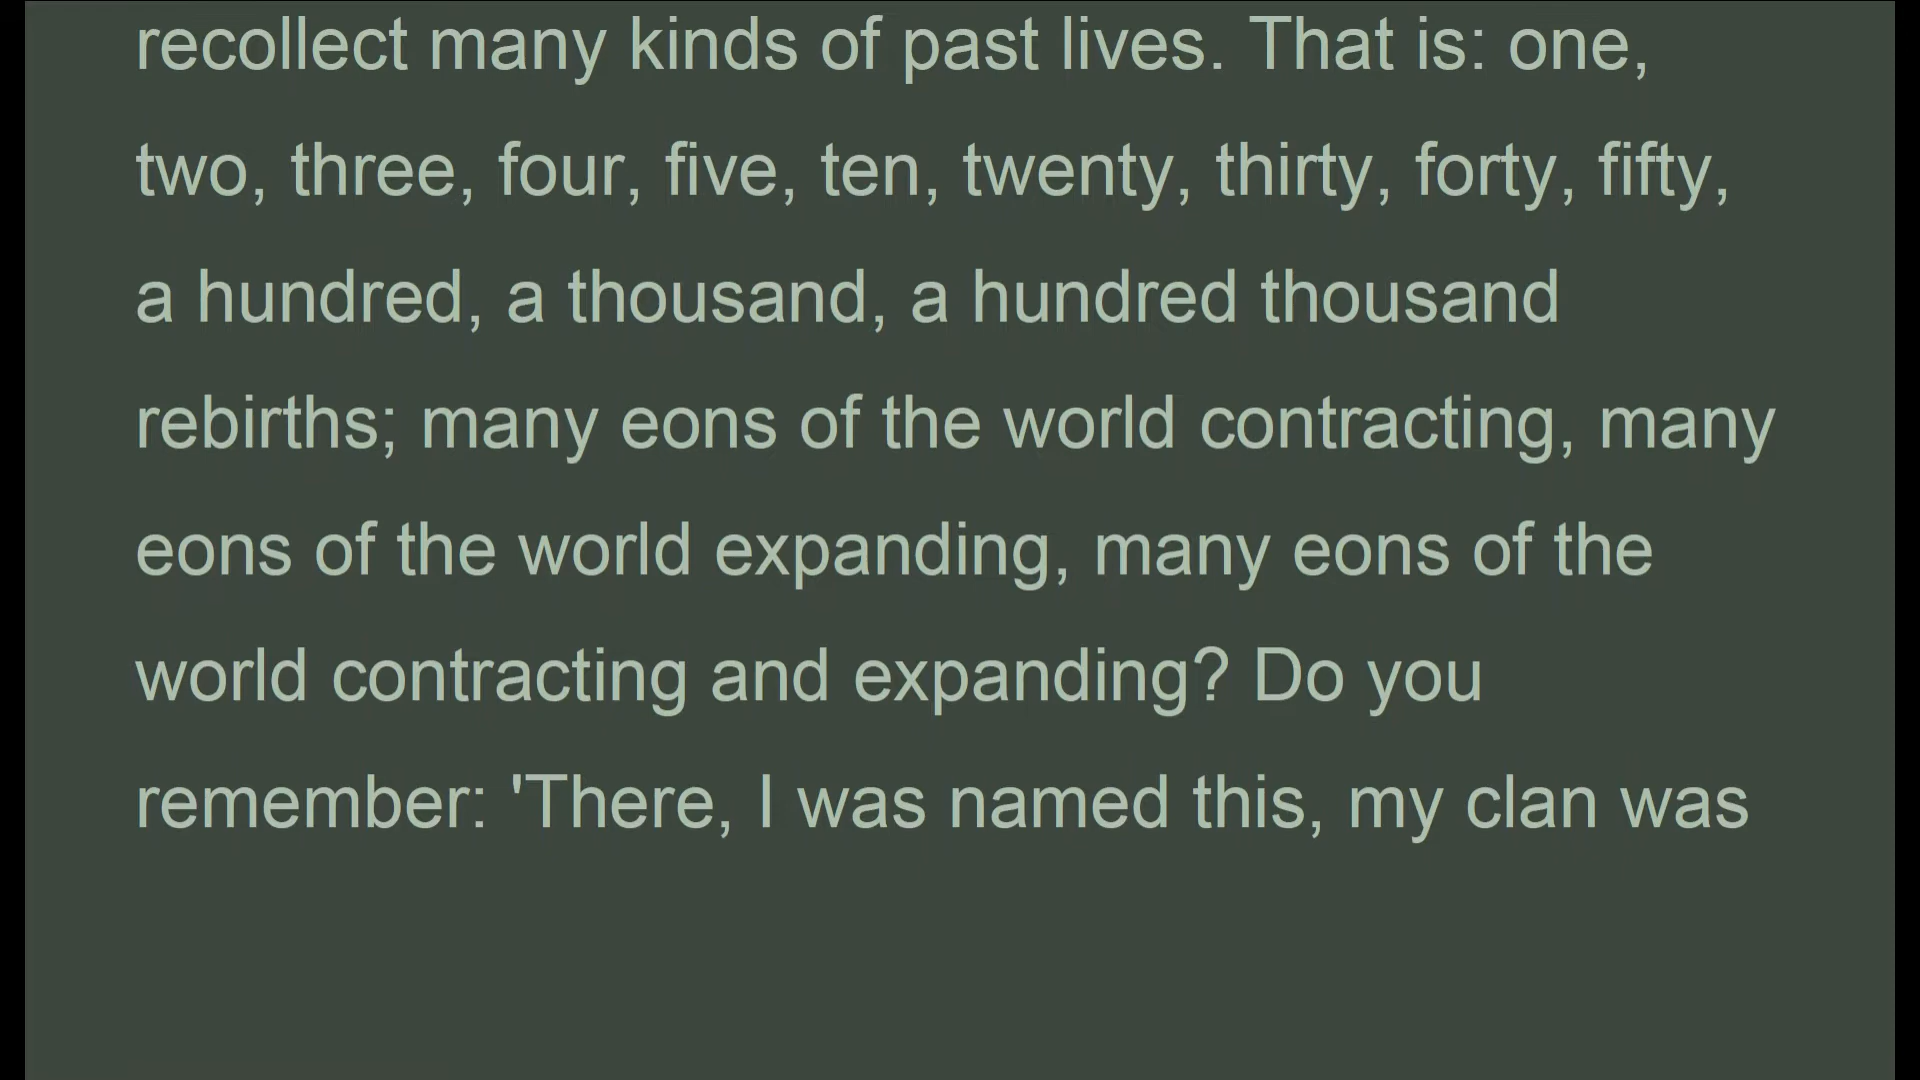 recollect many kinds of past lives. That is: one,
two, three, four, five, ten, twenty, thirty, forty, fifty,
a hundred, a thousand, a hundred thousand
rebirths; many eons of the world contracting, many
eons of the world expanding, many eons of the
world contracting and expanding? Do you
remember: 'There, I was named this, my clan was